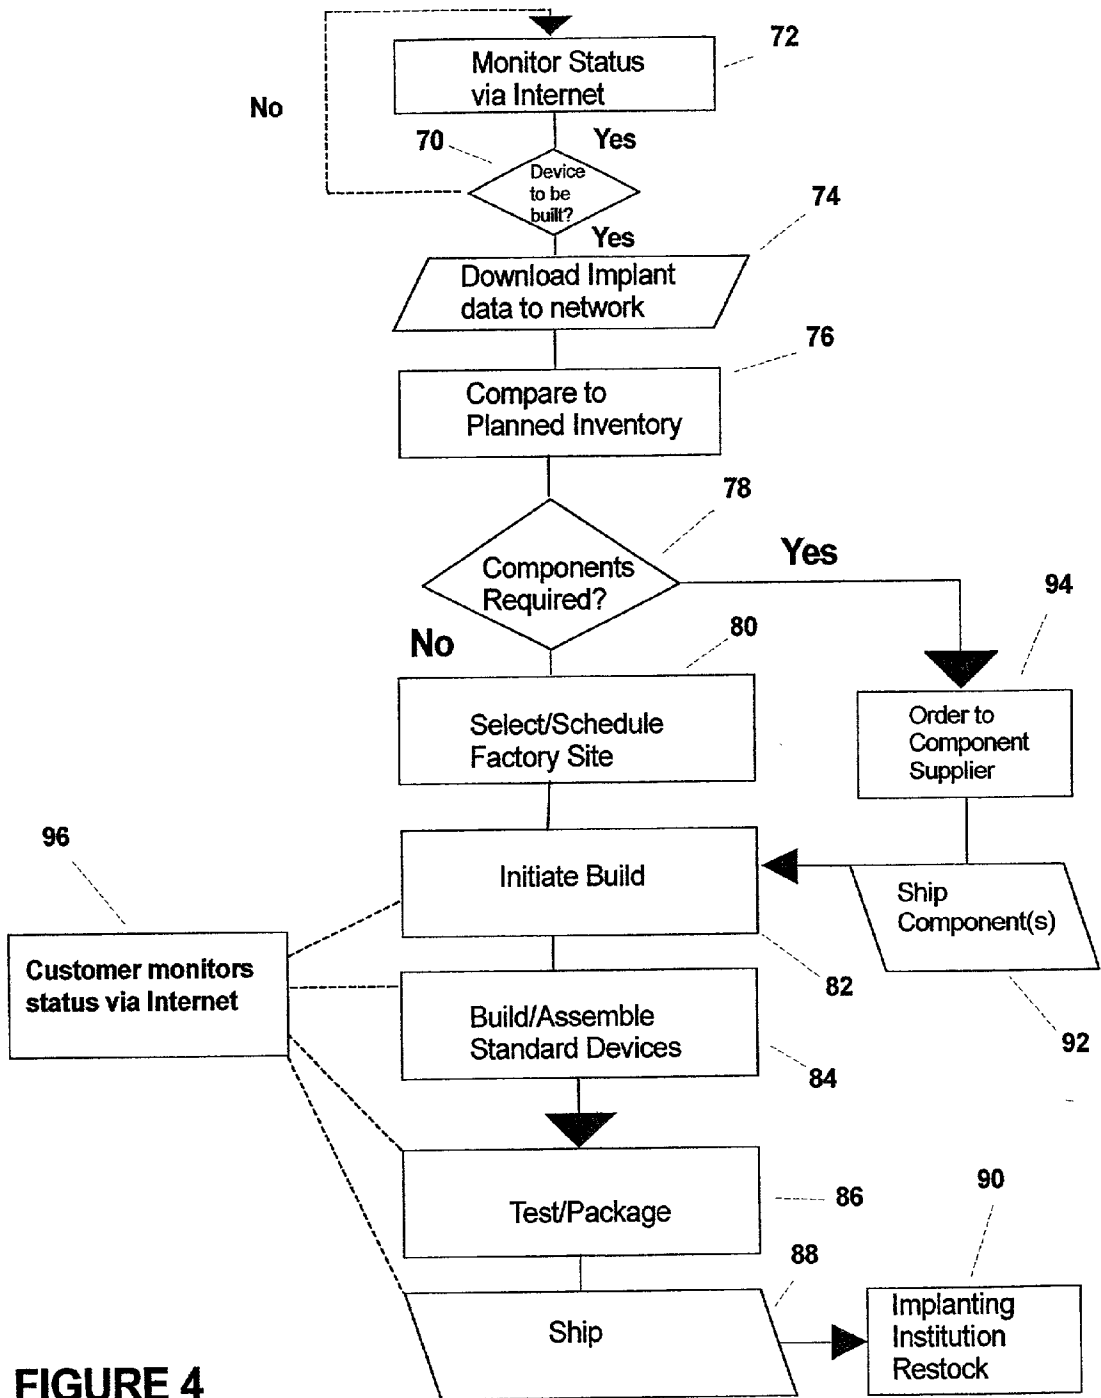 72
Monitor Status
via Internet
No
70
Yes
Device
to be
built?
74
Yes
Download Implant
data to network
76
Compare to
Planned Inventory
78
Components
Required?
Yes
94
No
80
Select/Schedule
Factory Site
Order to
Component
Supplier
96
Initiate Build
Ship
Component(s)
Customer monitors
status via Internet
82
92
Build/Assemble
Standard Devices
84
86
90
Test/Package
88
Ship
Implanting
Institution
Restock
FIGURE 4